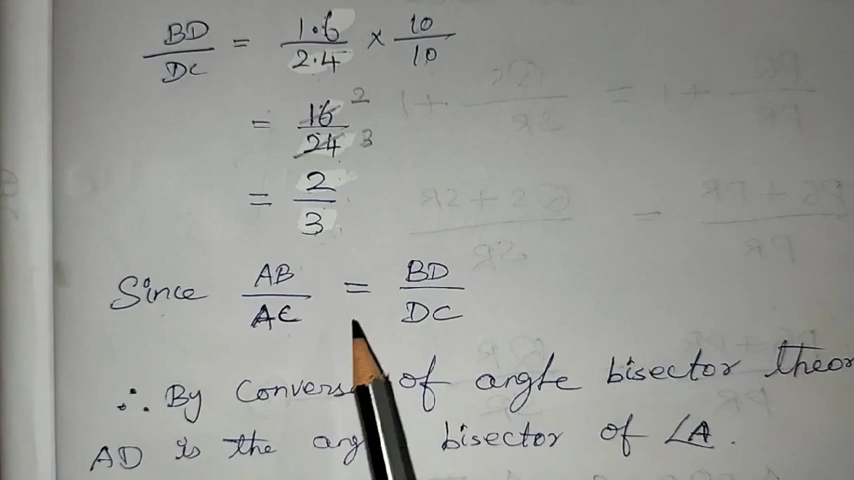 BD/DC = 1.6/2.4 × 10/10
= 16/24 2 3
= 2/3
Since AB/AC = BD/DC
∴ By Convers of angle bisector theor
AD is the ang bisector of ∠A.